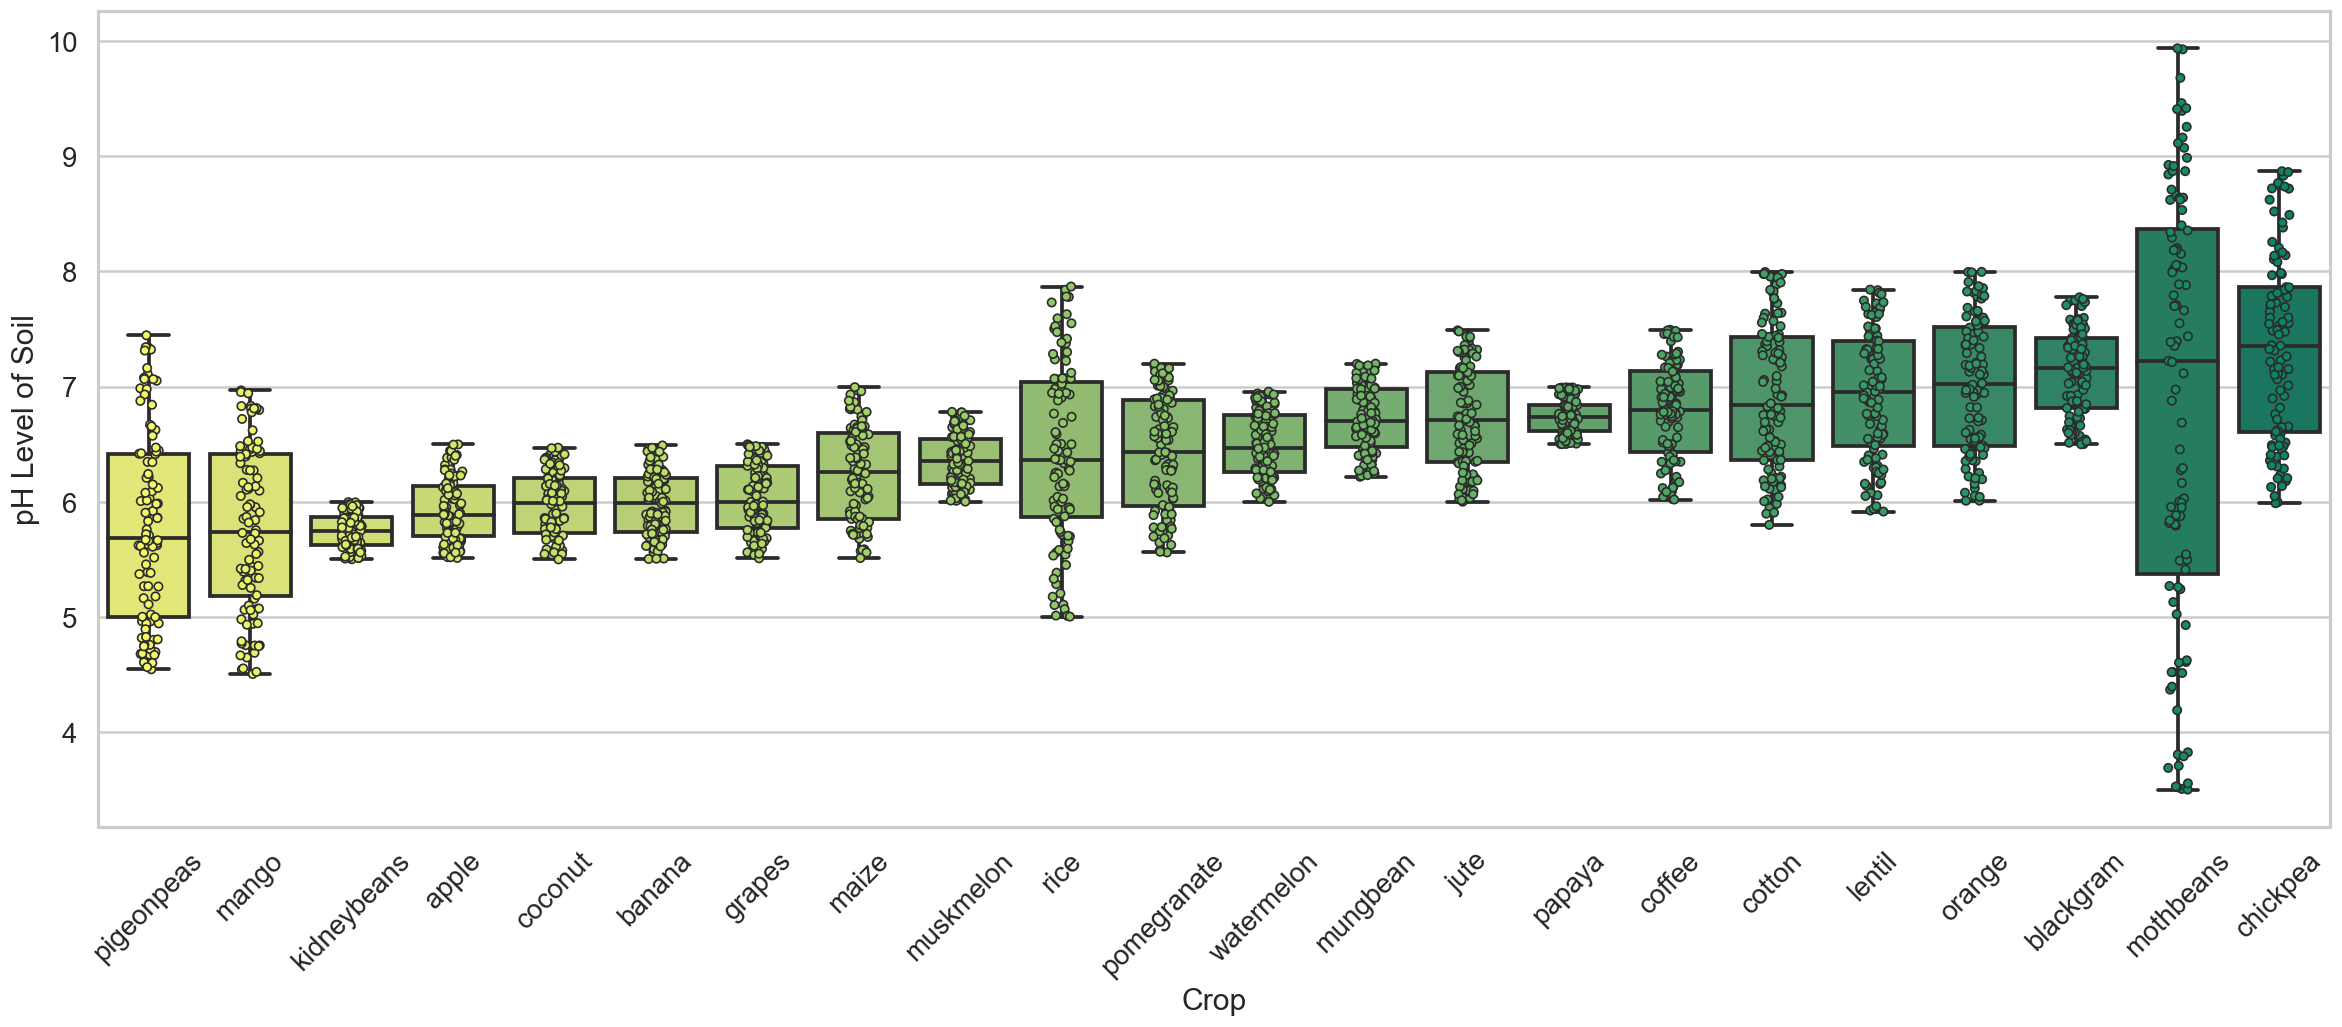 pH Level of Soil
10
9
8
7
6
5
4
pigeonpeas
mango
kidneybeans
apple
coconut
banana
grapes
maize
muskmelon
rice
pomegranate
watermelon
mungbean
jute
papaya
coffee
cotton
lentil
orange
blackgram
mothbeans
chickpea
Crop